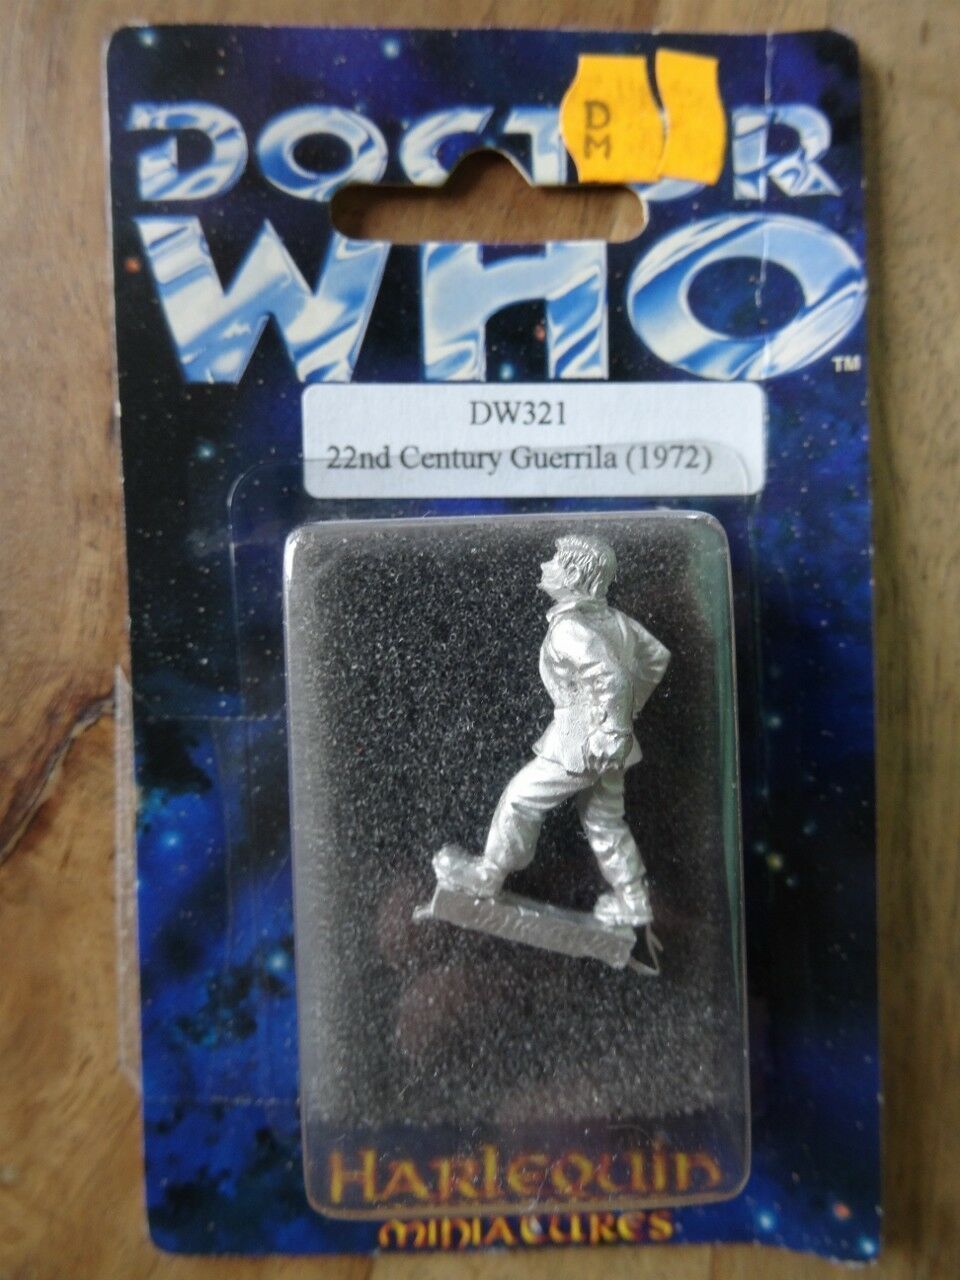 DOCTOR
WHO
TM
DM
DW321
22nd Century Guerrila (1972)
HARLEQUIN
MINIATURES